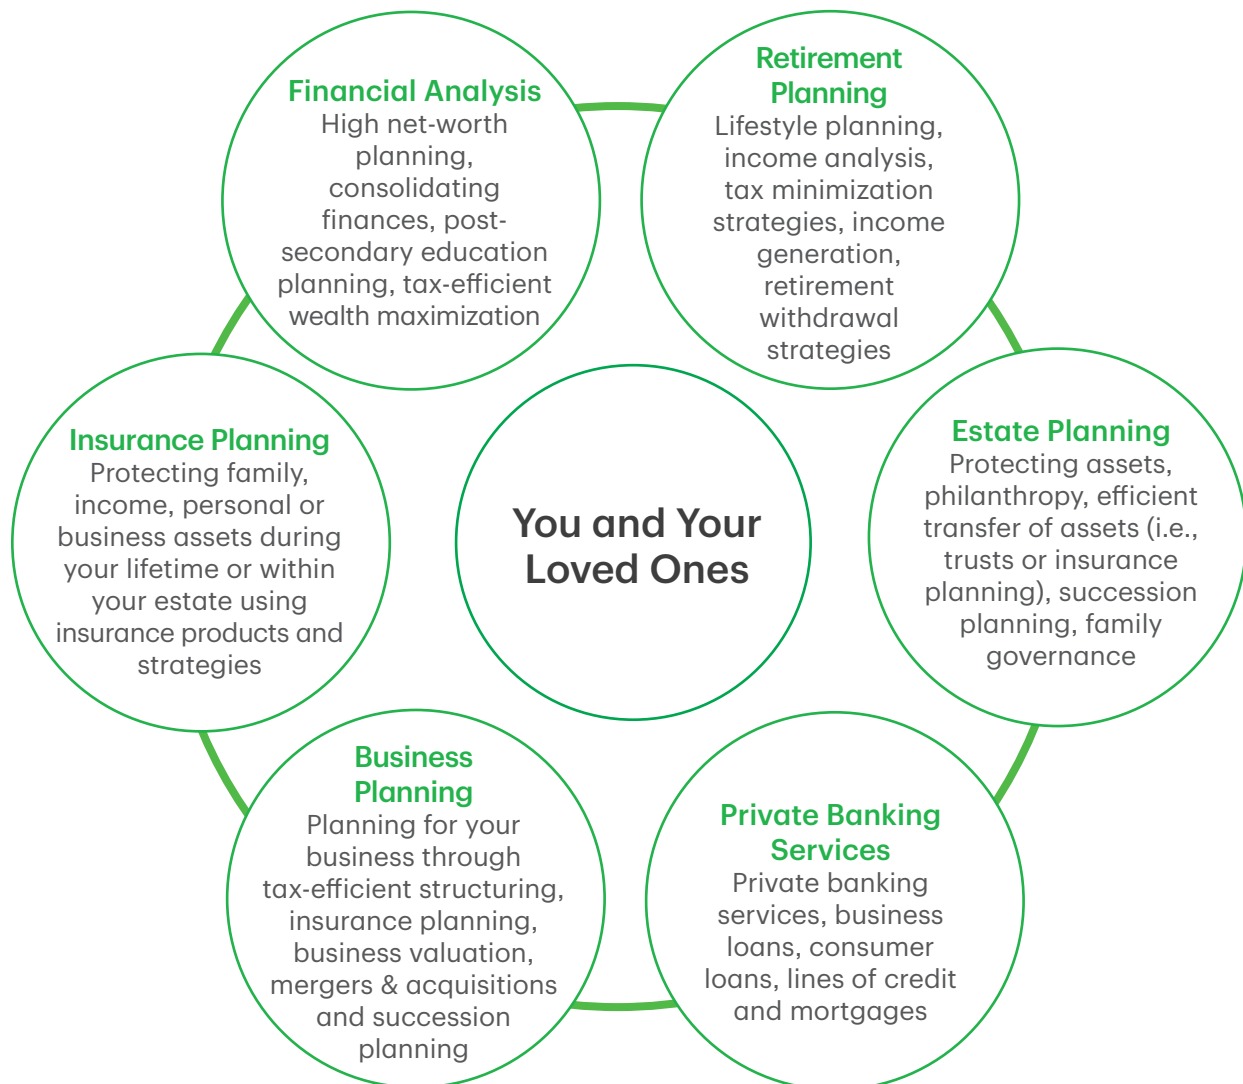 Financial Analysis
High net-worth
planning,
consolidating
finances, post-
secondary education
planning, tax-efficient
wealth maximization
Retirement
Planning
Lifestyle planning,
income analysis,
tax minimization
strategies, income
generation,
retirement
withdrawal
strategies
Insurance Planning
Protecting family,
income, personal or
business assets during
your lifetime or within
your estate using
insurance products and
strategies
You and Your
Loved Ones
Estate Planning
Protecting assets,
philanthropy, efficient
transfer of assets (i.e.,
trusts or insurance
planning), succession
planning, family
governance
Business
Planning
Planning for your
business through
tax-efficient structuring,
insurance planning,
business valuation,
mergers & acquisitions
and succession
planning
Private Banking
Services
Private banking
services, business
loans, consumer
loans, lines of credit
and mortgages